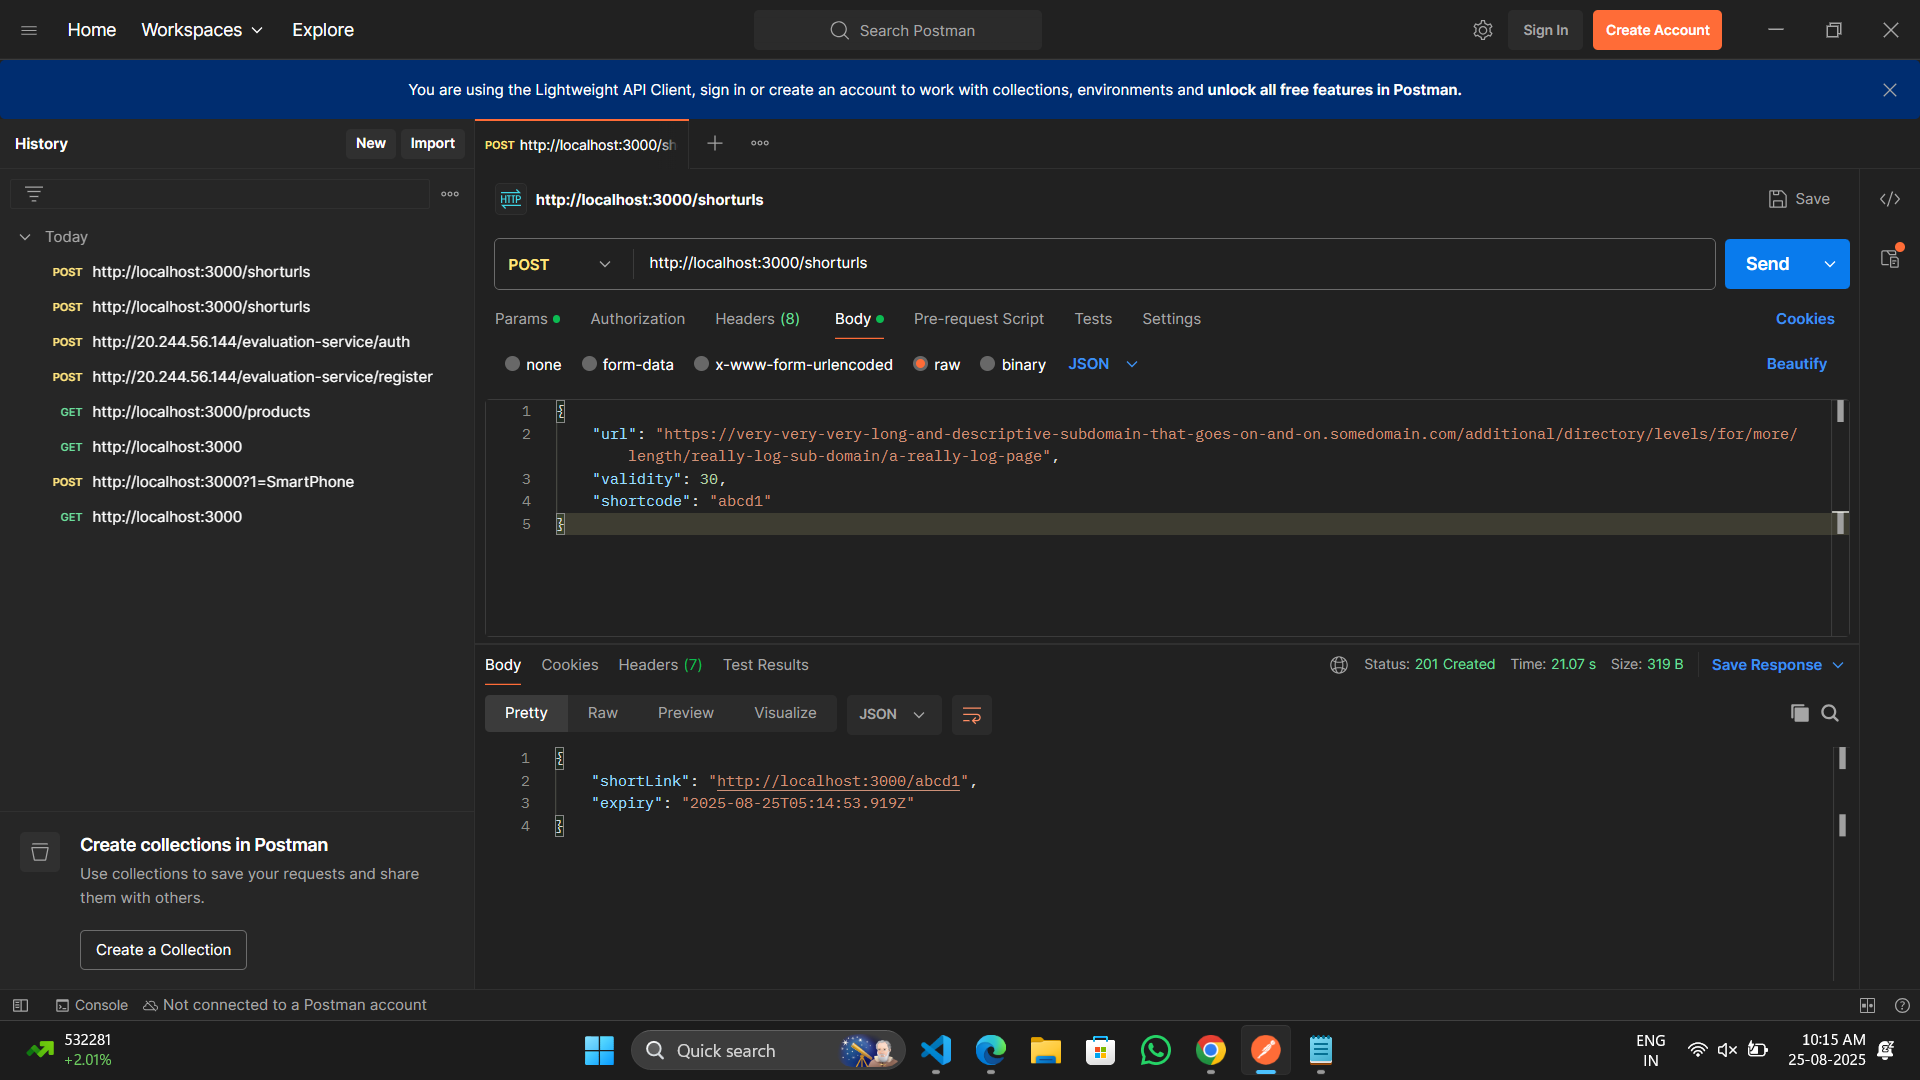 Home
Workspaces
Explore
Search Postman
Sign In
Create Account
You are using the Lightweight API Client, sign in or create an account to work with collections, environments and unlock all free features in Postman.
History
New
Import
POST http://localhost:3000/sh
Today
POST http://localhost:3000/shorturls
POST http://localhost:3000/shorturls
POST http://20.244.56.144/evaluation-service/auth
POST http://20.244.56.144/evaluation-service/register
GET http://localhost:3000/products
GET http://localhost:3000
POST http://localhost:3000?1=SmartPhone
GET http://localhost:3000
Create collections in Postman
Use collections to save your requests and share
them with others.
Create a Collection
HTTP http://localhost:3000/shorturls
Save
POST http://localhost:3000/shorturls
Send
Params Authorization Headers (8) Body Pre-request Script Tests Settings
Cookies
none form-data x-www-form-urlencoded raw binary JSON
Beautify
1 {
2 "url": "https://very-very-very-long-and-descriptive-subdomain-that-goes-on-and-on.somedomain.com/additional/directory/levels/for/more/
length/really-log-sub-domain/a-really-log-page",
3 "validity": 30,
4 "shortcode": "abcd1"
5 }
Body Cookies Headers (7) Test Results
Status: 201 Created Time: 21.07 s Size: 319 B
Save Response
Pretty Raw Preview Visualize JSON
1 {
2 "shortLink": "http://localhost:3000/abcd1",
3 "expiry": "2025-08-25T05:14:53.919Z"
4 }
Console
Not connected to a Postman account
532281
+2.01%
Quick search
ENG
IN
10:15 AM
25-08-2025